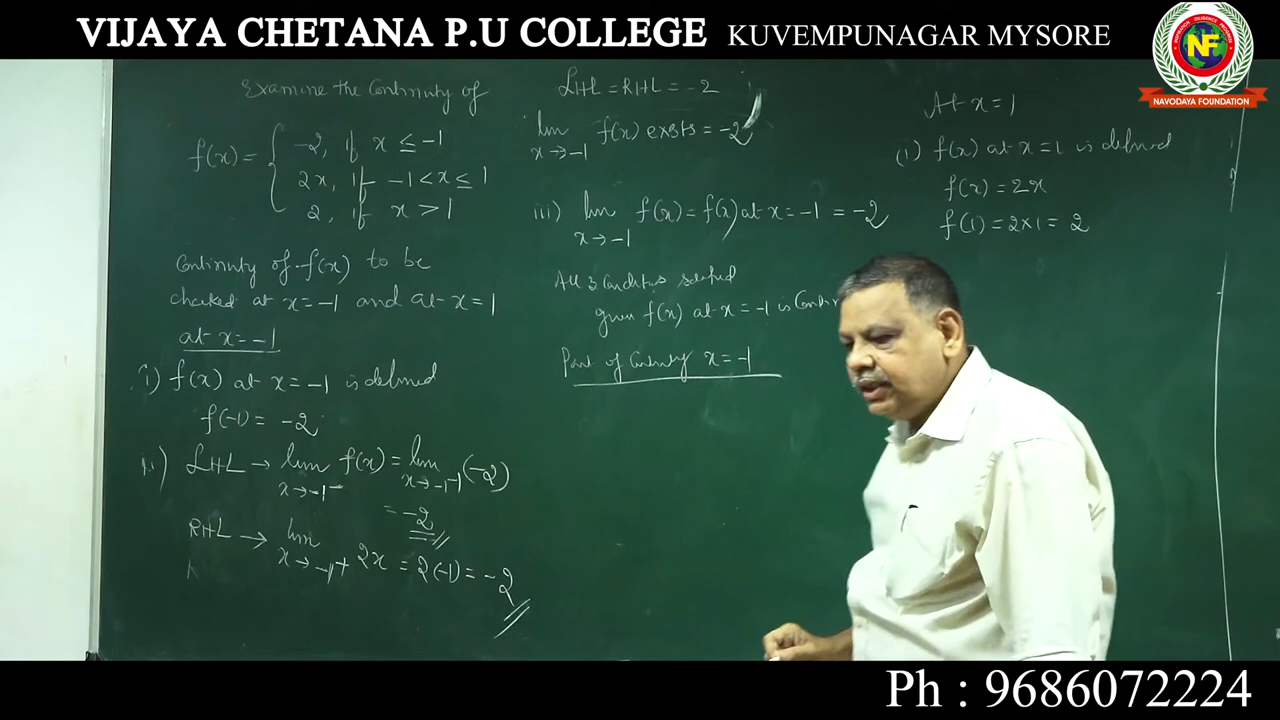 VIJAYA CHETANA P.U COLLEGE KUVEMPUNAGAR MYSORE
NF
NAVODAYA FOUNDATION
Examine the Continuity of
f(x) = { -2, if x ≤ -1
2x, if -1 < x ≤ 1
2, if x > 1
Continuity of f(x) to be
checked at x = -1 and at x = 1
at x = -1
i) f(x) at x = -1 is defined
f(-1) = -2
ii) LHL → lim f(x) = lim (-2)
x → -1⁻ x → -1
= -2
RHL → lim 2x = 2(-1) = -2
x → -1+
LHL = RHL = -2
lim f(x) exists = -2
x → -1
iii) lim f(x) = f(x) at x = -1 = -2
x → -1
All 3 Conditions satisfied
given f(x) at x = -1 is
Point of Continuity x = -1
At x = 1
(i) f(x) at x = 1 is defined
f(x) = 2x
f(1) = 2×1 = 2
Ph : 9686072224